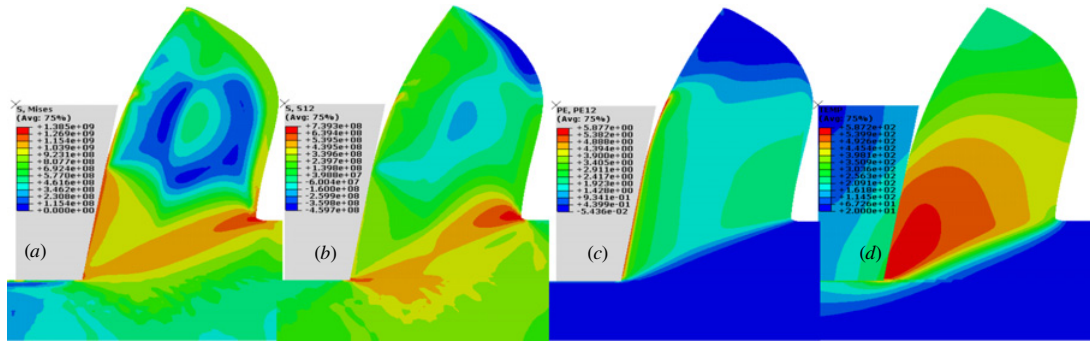 S, Mises
(Avg: 75%)
+1.385e+09
+1.269e+09
+1.154e+09
+1.039e+09
+9.231e+08
+8.077e+08
+6.924e+08
+5.770e+08
+4.616e+08
+3.462e+08
+2.308e+08
+1.154e+08
+0.000e+00
(a)
S, S12
(Avg: 75%)
+7.393e+08
+6.394e+08
+5.395e+08
+4.395e+08
+3.396e+08
+2.397e+08
+1.398e+08
+3.988e+07
-6.004e+07
-1.600e+08
-2.599e+08
-3.598e+08
-4.597e+08
(b)
PE, PE12
(Avg: 75%)
+5.877e+00
+5.382e+00
+4.888e+00
+4.394e+00
+3.900e+00
+3.405e+00
+2.911e+00
+2.417e+00
+1.923e+00
+1.428e+00
+9.341e-01
+4.399e-01
-5.436e-02
(c)
75%)
+5.872e+02
+5.399e+02
+4.926e+02
+4.454e+02
+3.981e+02
+3.509e+02
+3.036e+02
+2.563e+02
+2.091e+02
+1.618e+02
+1.145e+02
+6.726e+01
+2.000e+01
(d)